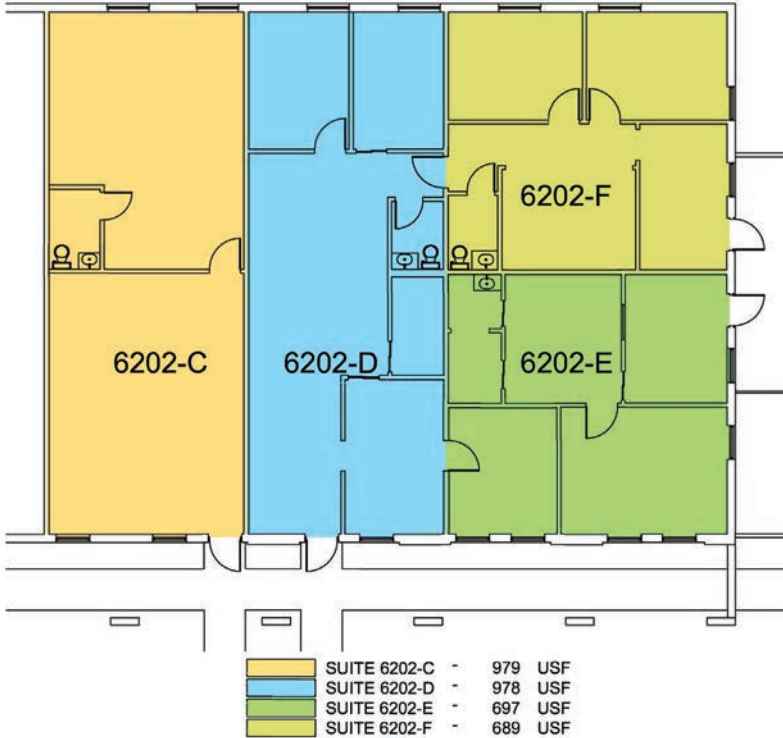 6202-F
6202-C
6202-D
6202-E
SUITE 6202-C - 979 USF
SUITE 6202-D - 978 USF
SUITE 6202-E - 697 USF
SUITE 6202-F - 689 USF